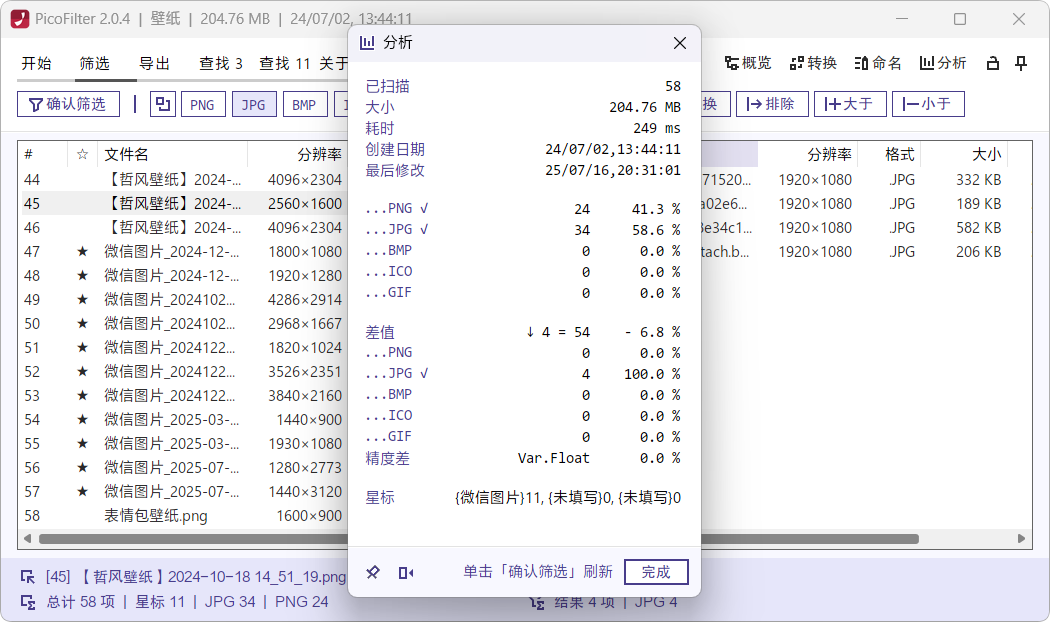 PicoFilter 2.0.4 | 壁纸 | 204.76 MB | 24/07/02, 13:44:11
开始 筛选 导出 查找 3 查找 11 关于 概览 转换 命名 分析
确认筛选 PNG JPG BMP 换 排除 大于 小于
# ☆ 文件名 分辨率 分辨率 格式 大小
44 【哲风壁纸】2024-... 4096×2304 71520... 1920×1080 .JPG 332 KB
45 【哲风壁纸】2024-... 2560×1600 a02e6... 1920×1080 .JPG 189 KB
46 【哲风壁纸】2024-... 4096×2304 3e34c1... 1920×1080 .JPG 582 KB
47 ★ 微信图片_2024-12-... 1800×1080 tach.b... 1920×1080 .JPG 206 KB
48 ★ 微信图片_2024-12-... 1920×1280
49 ★ 微信图片_2024102... 4286×2914
50 ★ 微信图片_2024102... 2968×1667
51 ★ 微信图片_2024122... 1820×1024
52 ★ 微信图片_2024122... 3526×2351
53 ★ 微信图片_2024122... 3840×2160
54 ★ 微信图片_2025-03-... 1440×900
55 ★ 微信图片_2025-03-... 1930×1080
56 ★ 微信图片_2025-07-... 1280×2773
57 ★ 微信图片_2025-07-... 1440×3120
58 表情包壁纸.png 1600×900
[45] 【哲风壁纸】2024-10-18 14_51_19.png
总计 58 项 | 星标 11 | JPG 34 | PNG 24 结果 4 项 | JPG 4
分析
已扫描 58
大小 204.76 MB
耗时 249 ms
创建日期 24/07/02,13:44:11
最后修改 25/07/16,20:31:01
...PNG √ 24 41.3 %
...JPG √ 34 58.6 %
...BMP 0 0.0 %
...ICO 0 0.0 %
...GIF 0 0.0 %
差值 ↓ 4 = 54 - 6.8 %
...PNG 0 0.0 %
...JPG √ 4 100.0 %
...BMP 0 0.0 %
...ICO 0 0.0 %
...GIF 0 0.0 %
精度差 Var.Float 0.0 %
星标 {微信图片}11, {未填写}0, {未填写}0
单击「确认筛选」刷新 完成